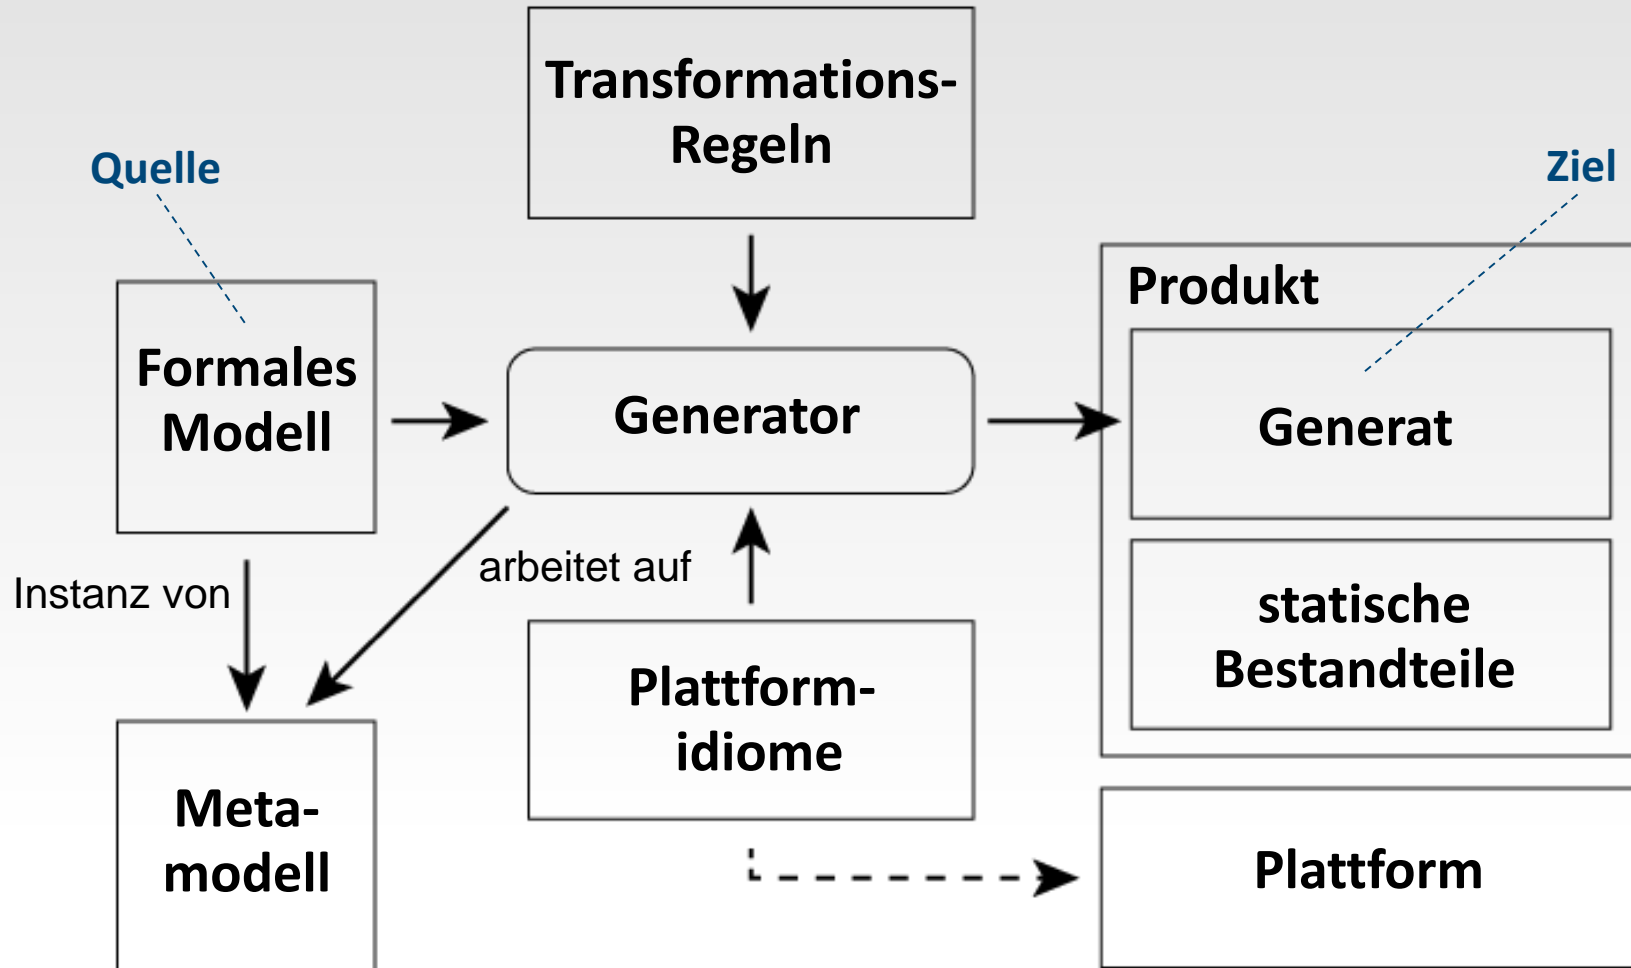 Transformations-
Regeln
Quelle
Ziel
Produkt
Formales
Modell
Generator
Generat
arbeitet auf
Instanz von
statische
Bestandteile
Plattform-
idiome
Meta-
modell
Plattform